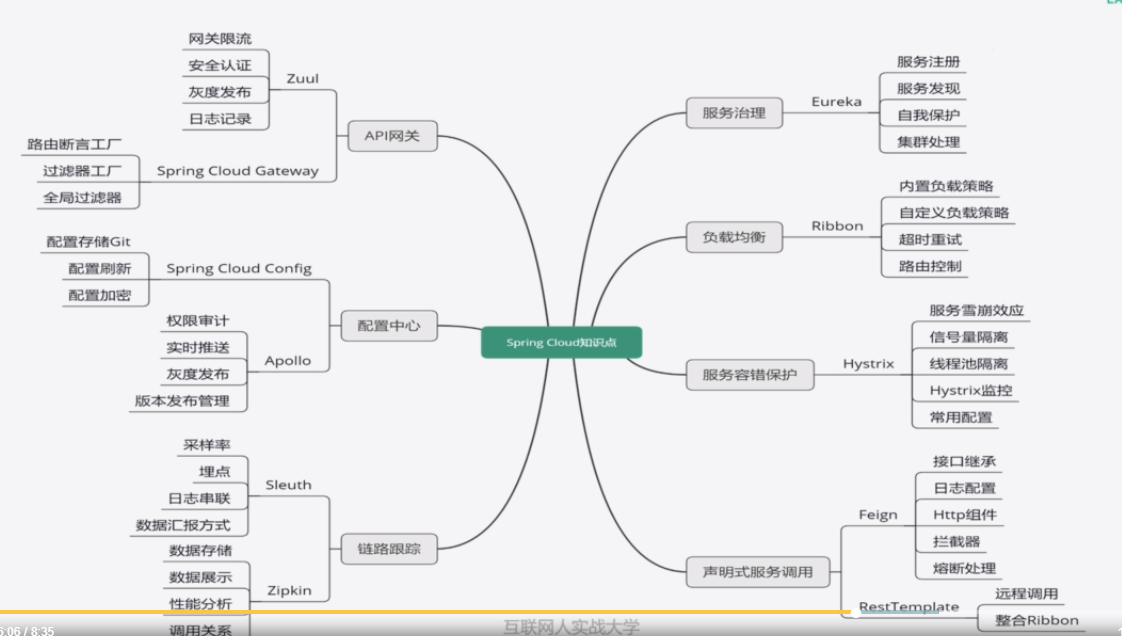 网关限流
安全认证
Zuul
灰度发布
日志记录
API网关
路由断言工厂
过滤器工厂
Spring Cloud Gateway
全局过滤器
配置存储Git
配置刷新
Spring Cloud Config
配置加密
配置中心
权限审计
实时推送
Apollo
灰度发布
版本发布管理
采样率
埋点
Sleuth
日志串联
数据汇报方式
链路跟踪
数据存储
数据展示
Zipkin
性能分析
调用关系
Spring Cloud知识点
服务治理
Eureka
服务注册
服务发现
自我保护
集群处理
负载均衡
Ribbon
内置负载策略
自定义负载策略
超时重试
路由控制
服务容错保护
Hystrix
服务雪崩效应
信号量隔离
线程池隔离
Hystrix监控
常用配置
声明式服务调用
Feign
接口继承
日志配置
Http组件
拦截器
熔断处理
RestTemplate
远程调用
整合Ribbon
互联网人实战大学
6:06 / 8:35